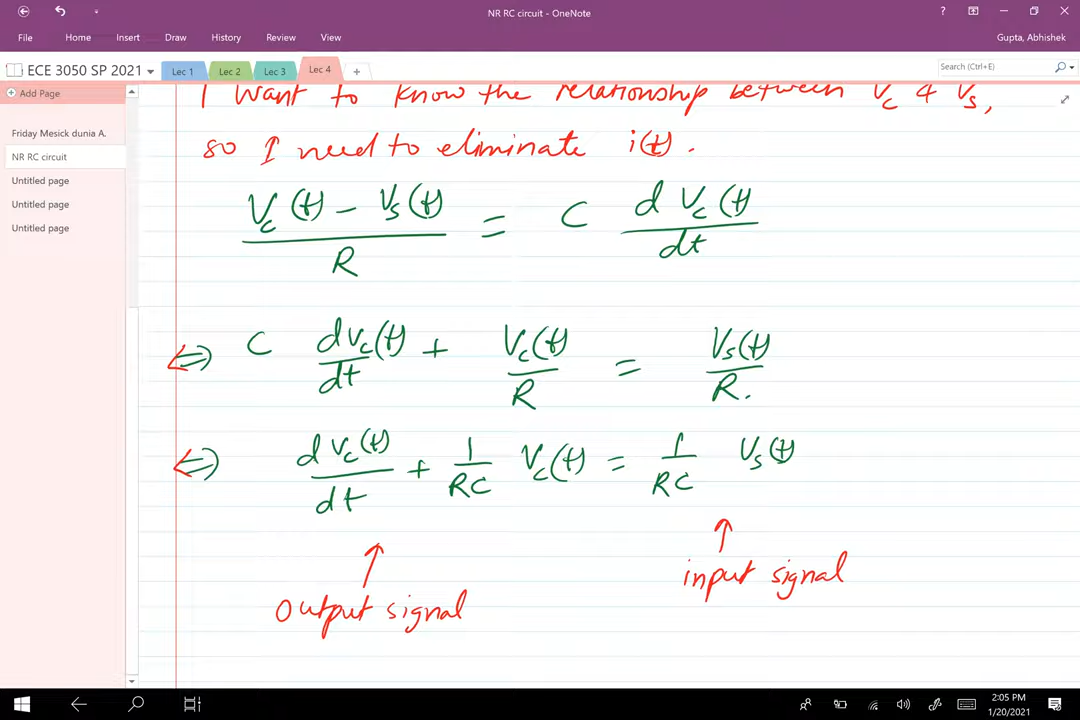 NR RC circuit - OneNote
File Home Insert Draw History Review View
Gupta, Abhishek
ECE 3050 SP 2021
Lec 1 Lec 2 Lec 3 Lec 4 +
Search (Ctrl+E)
Add Page
Friday Mesick dunia A.
NR RC circuit
Untitled page
Untitled page
Untitled page
I want to know the relationship between Vc & Vs,
so I need to eliminate i(t).
(Vc(t) - Vs(t)) / R = C dVc(t)/dt
⇔ C dVc(t)/dt + Vc(t)/R = Vs(t)/R.
⇔ dVc(t)/dt + 1/RC Vc(t) = 1/RC Vs(t)
↑ ↑
output signal input signal
2:05 PM
1/20/2021